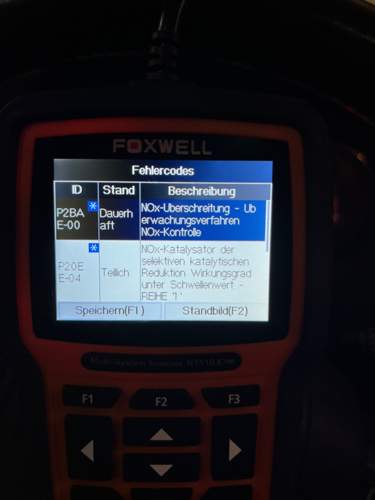 FOXWELL
Fehlercodes
ID Stand Beschreibung
P2BA
E-00
Dauerh
aft
NOx-Überschreitung - Üb
erwachungsverfahren
NOx-Kontrolle
P20E
E-04
Teilich
NOx-Katalysator der
selektiven katalytischen
Reduktion Wirkungsgrad
unter Schwellenwert -
REIHE 1
Speichern(F1) Standbild(F2)
F1 F2 F3